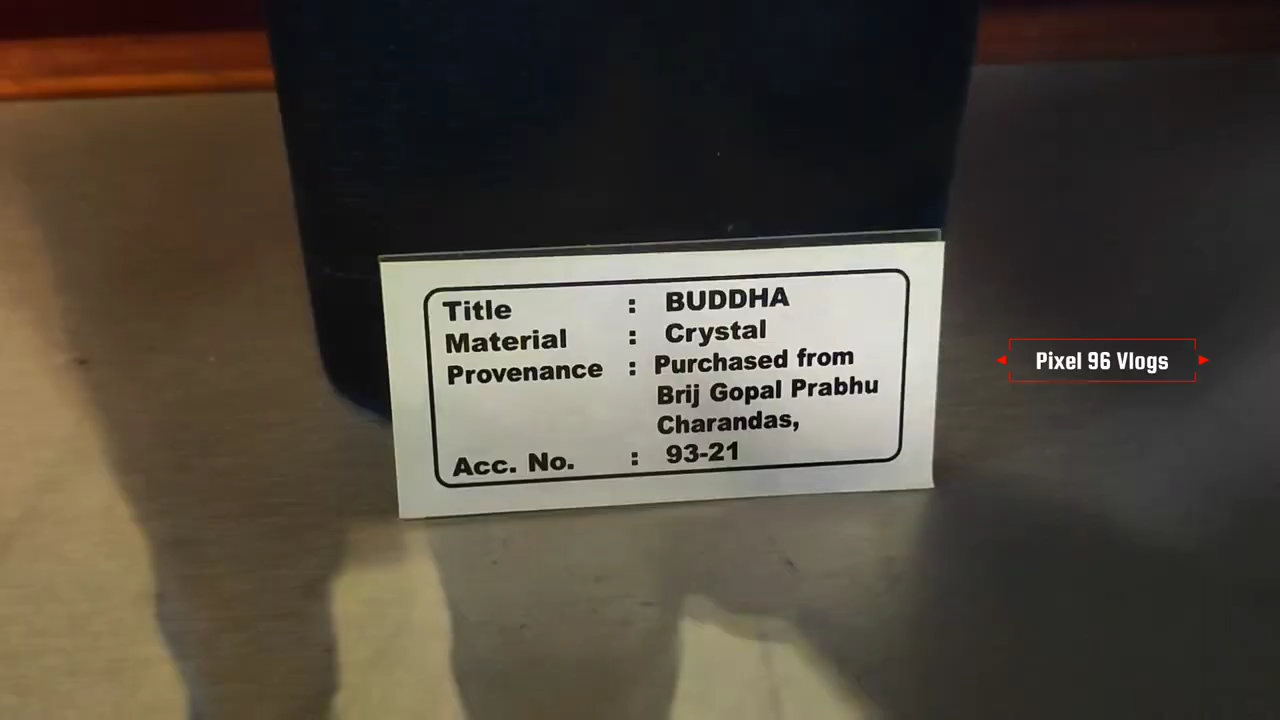 Title : BUDDHA
Material : Crystal
Provenance : Purchased from
Brij Gopal Prabhu
Charandas,
Acc. No. : 93-21
Pixel 96 Vlogs